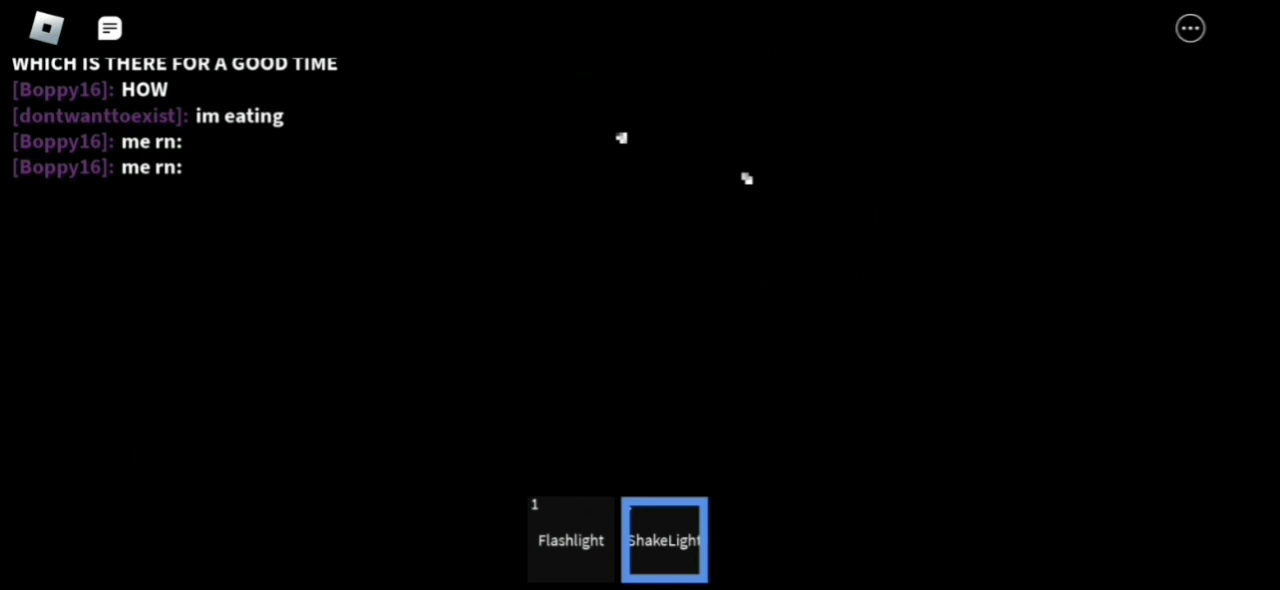 WHICH IS THERE FOR A GOOD TIME
[Boppy16]: HOW
[dontwanttoexist]: im eating
[Boppy16]: me rn:
[Boppy16]: me rn:
1
Flashlight
ShakeLight